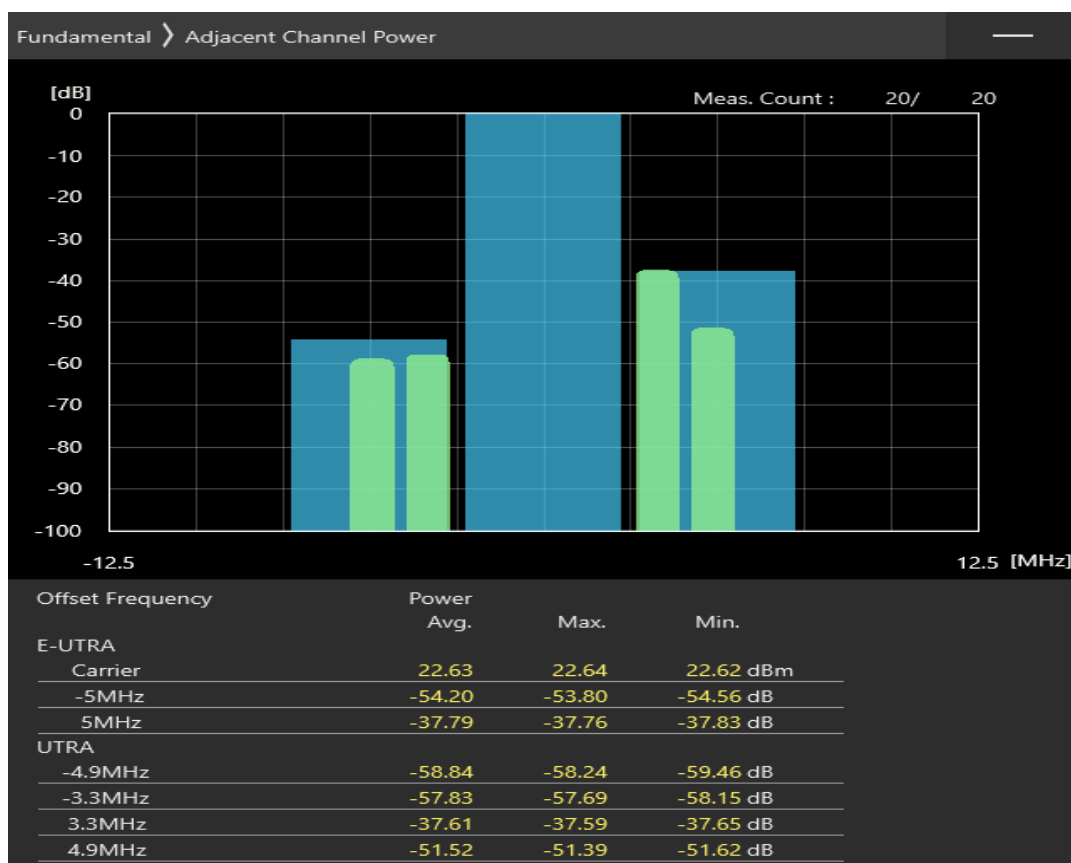 Fundamental ❯ Adjacent Channel Power
[dB]
Meas. Count : 20/ 20
0
-10
-20
-30
-40
-50
-60
-70
-80
-90
-100
-12.5 12.5 [MHz]
Offset Frequency Power
Avg. Max. Min.
E-UTRA
Carrier 22.63 22.64 22.62 dBm
-5MHz -54.20 -53.80 -54.56 dB
5MHz -37.79 -37.76 -37.83 dB
UTRA
-4.9MHz -58.84 -58.24 -59.46 dB
-3.3MHz -57.83 -57.69 -58.15 dB
3.3MHz -37.61 -37.59 -37.65 dB
4.9MHz -51.52 -51.39 -51.62 dB